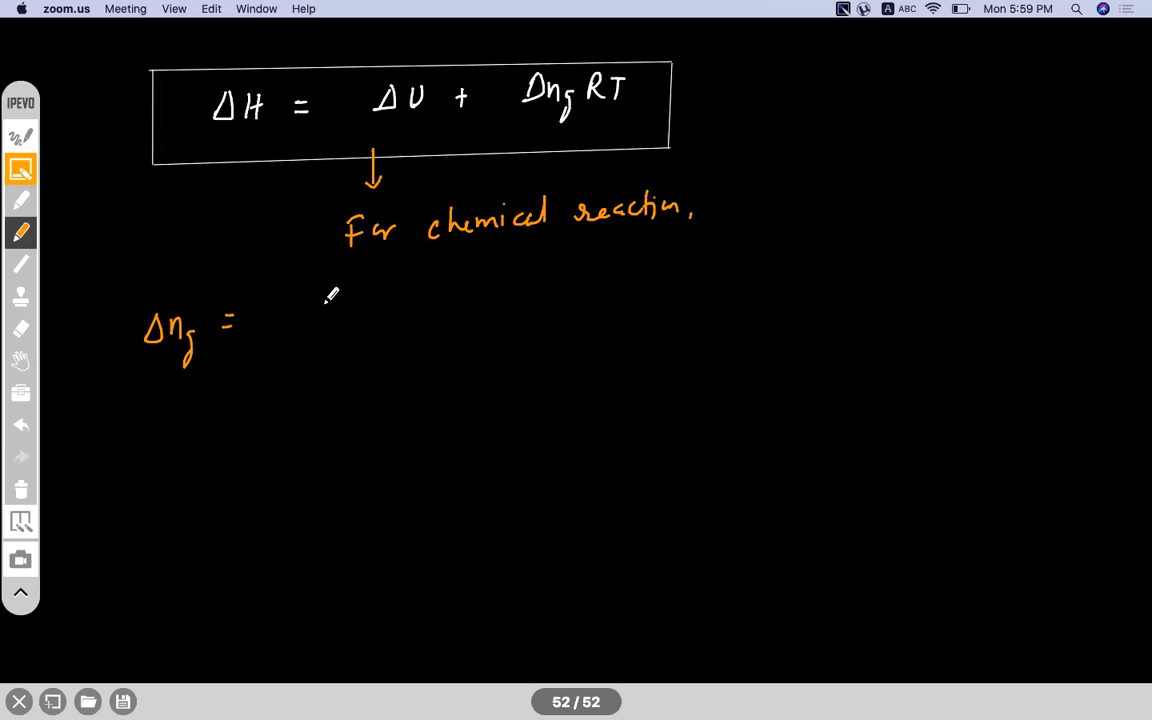 zoom.us Meeting View Edit Window Help A ABC Mon 5:59 PM
IPEVO
ΔH = ΔU + Δng RT
For chemical reaction,
Δng =
52 / 52